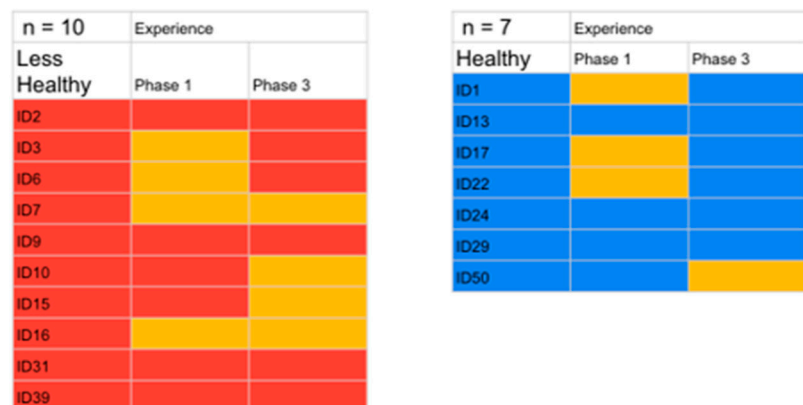 n = 10 Experience
Less Healthy Phase 1 Phase 3
ID2
ID3
ID6
ID7
ID9
ID10
ID15
ID16
ID31
ID39
n = 7 Experience
Healthy Phase 1 Phase 3
ID1
ID13
ID17
ID22
ID24
ID29
ID50